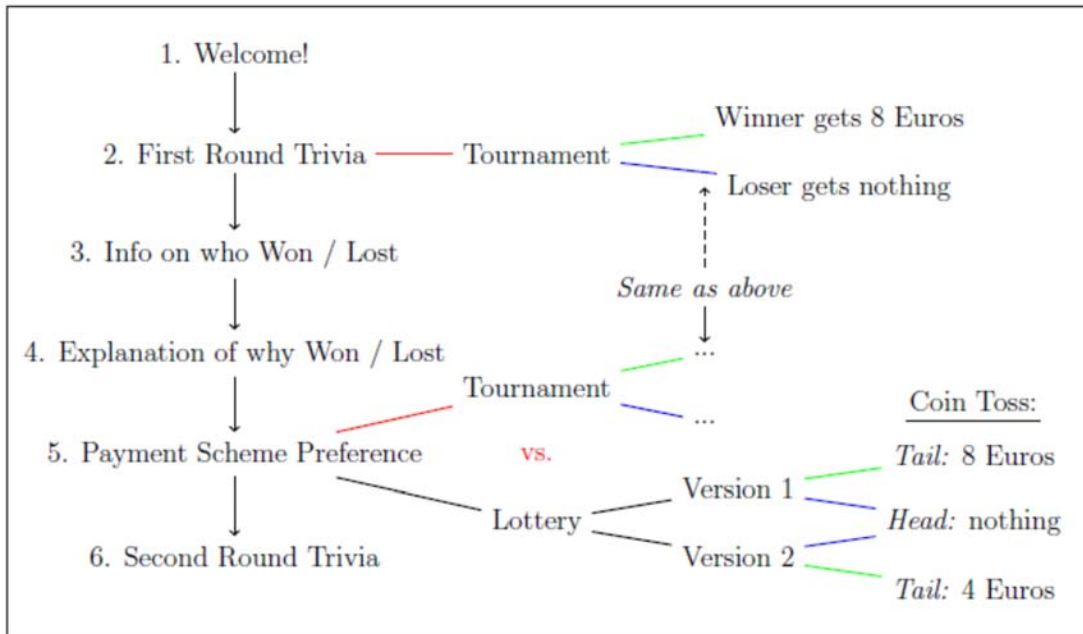 1. Welcome!
Winner gets 8 Euros
2. First Round Trivia
Tournament
Loser gets nothing
3. Info on who Won / Lost
Same as above
4. Explanation of why Won / Lost
...
Tournament
...
Coin Toss:
5. Payment Scheme Preference
vs.
Tail: 8 Euros
Version 1
Lottery
Head: nothing
6. Second Round Trivia
Version 2
Tail: 4 Euros